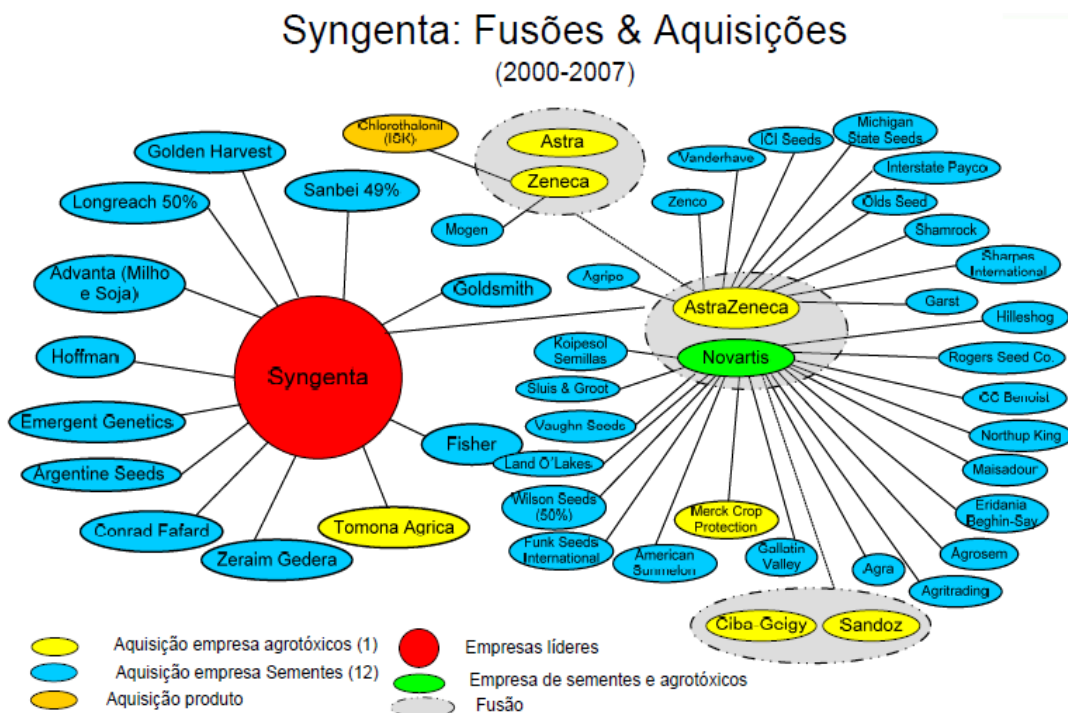 Syngenta: Fusões & Aquisições
(2000-2007)
Chlorothalonil
(ISK)
Astra
Zeneca
Mogen
Golden Harvest
Sanbei 49%
Longreach 50%
Advanta (Milho
e Soja)
Goldsmith
Hoffman
Syngenta
Emergent Genetics
Argentine Seeds
Conrad Fafard
Zeraim Gedera
Tomona Agrica
Fisher
Vanderhave
ICI Seeds
Michigan
State Seeds
Interstate Payco
Zenco
Olds Seed
Shamrock
Sharpes
International
Agripo
AstraZeneca
Garst
Hilleshog
Koipesol
Semillas
Novartis
Rogers Seed Co.
Sluis & Groot
CC Benoist
Vaughn Seeds
Northup King
Land O'Lakes
Maisadour
Wilson Seeds
(50%)
Merck Crop
Protection
Eridania
Beghin-Say
Funk Seeds
International
American
Sunmelon
Gallatin
Valley
Agra
Agrosem
Agritrading
Ciba-Geigy
Sandoz
Aquisição empresa agrotóxicos (1)
Aquisição empresa Sementes (12)
Aquisição produto
Empresas líderes
Empresa de sementes e agrotóxicos
Fusão